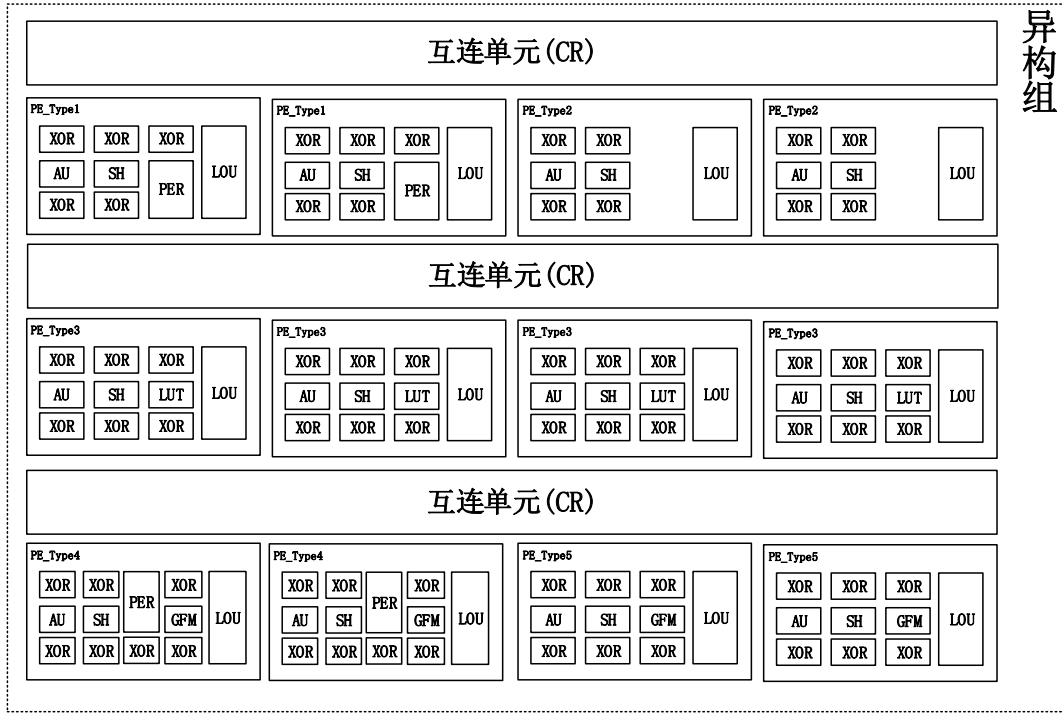 异构组
互连单元(CR)
PE_Type1
XOR XOR XOR
AU SH PER LOU
XOR XOR
PE_Type1
XOR XOR XOR
AU SH PER LOU
XOR XOR
PE_Type2
XOR XOR
AU SH LOU
XOR XOR
PE_Type2
XOR XOR
AU SH LOU
XOR XOR
互连单元(CR)
PE_Type3
XOR XOR XOR
AU SH LUT LOU
XOR XOR XOR
PE_Type3
XOR XOR XOR
AU SH LUT LOU
XOR XOR XOR
PE_Type3
XOR XOR XOR
AU SH LUT LOU
XOR XOR XOR
PE_Type3
XOR XOR XOR
AU SH LUT LOU
XOR XOR XOR
互连单元(CR)
PE_Type4
XOR XOR PER XOR
AU SH GFM LOU
XOR XOR XOR XOR
PE_Type4
XOR XOR PER XOR
AU SH GFM LOU
XOR XOR XOR XOR
PE_Type5
XOR XOR XOR
AU SH GFM LOU
XOR XOR XOR
PE_Type5
XOR XOR XOR
AU SH GFM LOU
XOR XOR XOR